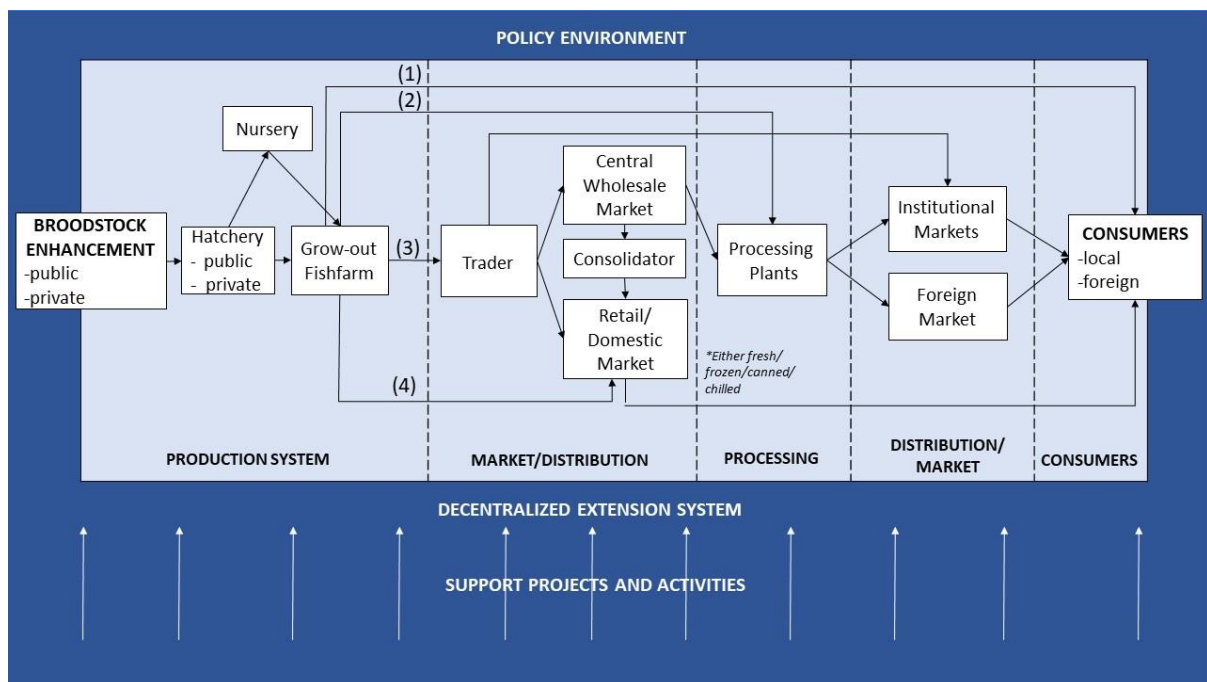 POLICY ENVIRONMENT
(1)
(2)
Nursery
BROODSTOCK
ENHANCEMENT
-public
-private
Hatchery
- public
- private
Grow-out
Fishfarm
(3)
(4)
Trader
Central
Wholesale
Market
Consolidator
Retail/
Domestic
Market
Processing
Plants
*Either fresh/
frozen/canned/
chilled
Institutional
Markets
Foreign
Market
CONSUMERS
-local
-foreign
PRODUCTION SYSTEM
MARKET/DISTRIBUTION
PROCESSING
DISTRIBUTION/
MARKET
CONSUMERS
DECENTRALIZED EXTENSION SYSTEM
SUPPORT PROJECTS AND ACTIVITIES